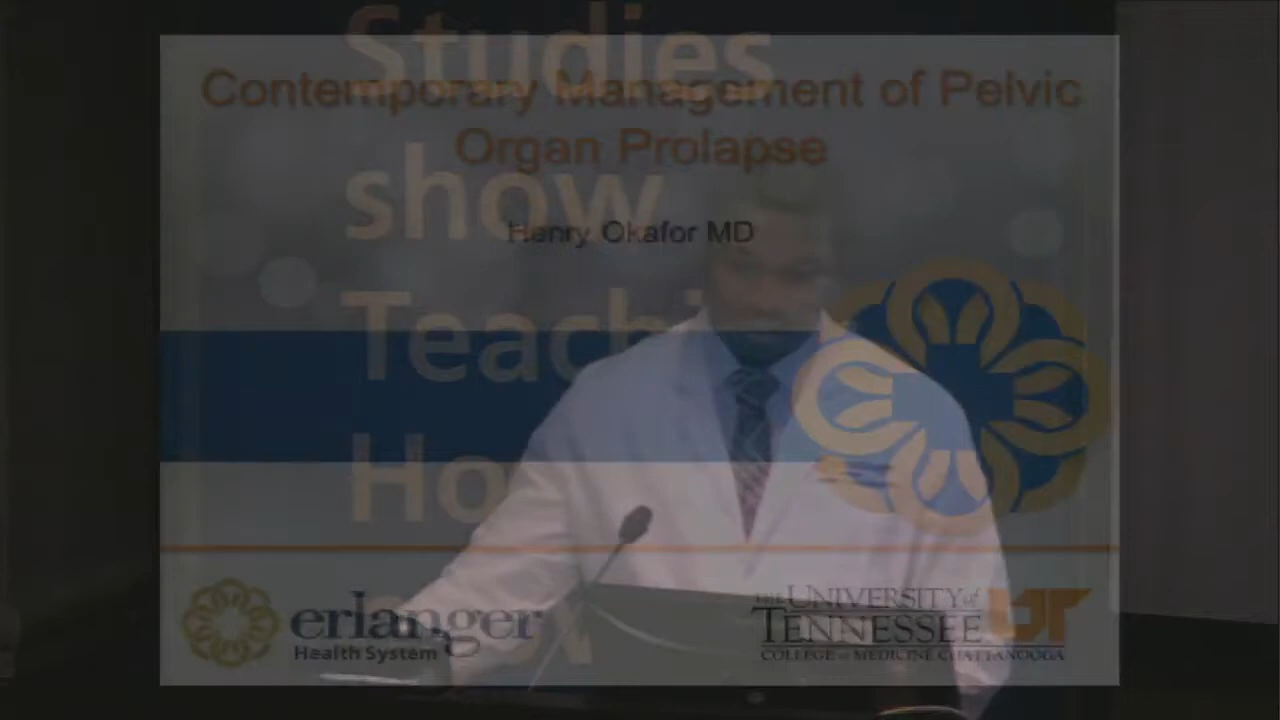 Studies
Contemporary Management of Pelvic
Organ Prolapse
show
Henry Okafor MD
erlanger
Health System
THE UNIVERSITY of
TENNESSEE
COLLEGE of MEDICINE CHATTANOOGA
UT